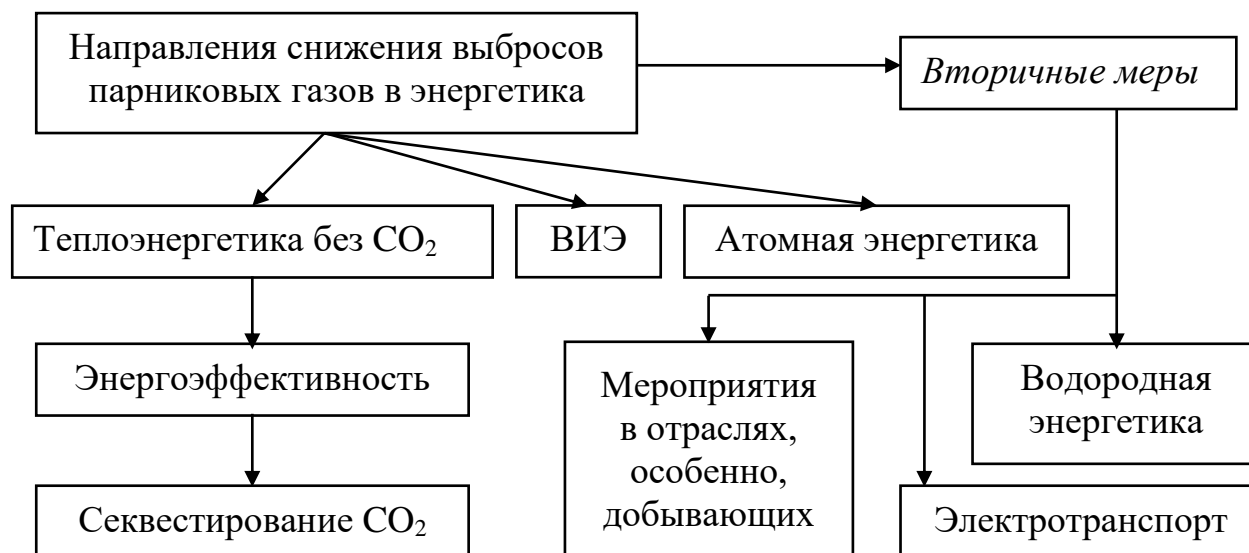 Направления снижения выбросов
парниковых газов в энергетика
Вторичные меры
Теплоэнергетика без CO₂
ВИЭ
Атомная энергетика
Энергоэффективность
Мероприятия
в отраслях,
особенно,
добывающих
Водородная
энергетика
Секвестирование CO₂
Электротранспорт